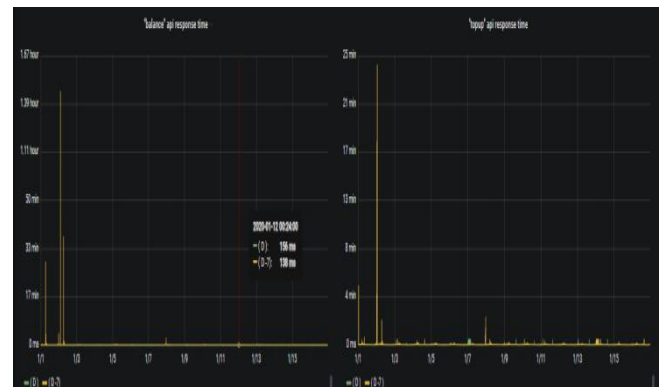 "balance" api response time
1.67 hour
1.39 hour
1.11 hour
50 min
33 min
17 min
0 ms
1/1 1/3 1/5 1/7 1/9 1/11 1/13 1/15
2020-01-12 00:24:00
( D ): 156 ms
( D -7): 138 ms
( D ) ( D -7)
"topup" api response time
25 min
21 min
17 min
13 min
8 min
4 min
0 ms
1/1 1/3 1/5 1/7 1/9 1/11 1/13 1/15
( D ) ( D -7)